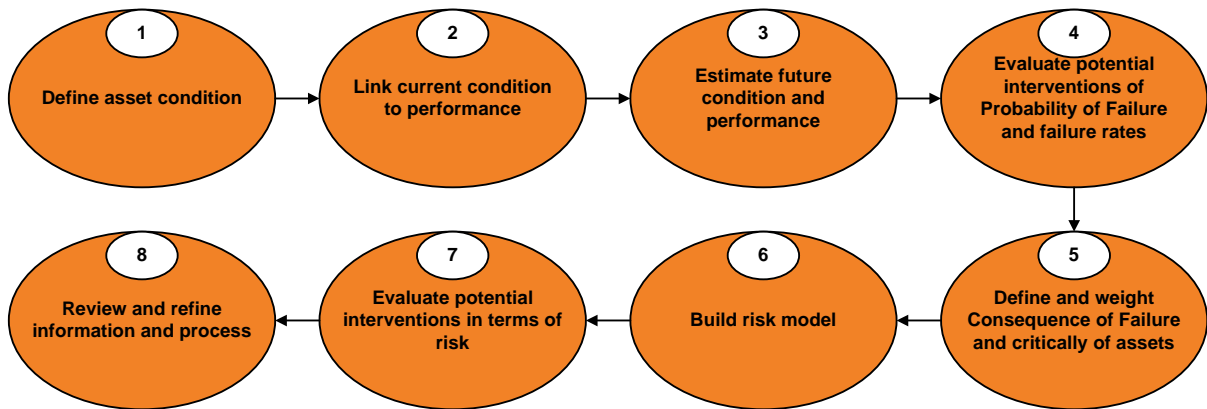 1
Define asset condition
2
Link current condition
to performance
3
Estimate future
condition and
performance
4
Evaluate potential
interventions of
Probability of Failure
and failure rates
5
Define and weight
Consequence of Failure
and critically of assets
6
Build risk model
7
Evaluate potential
interventions in terms of
risk
8
Review and refine
information and process